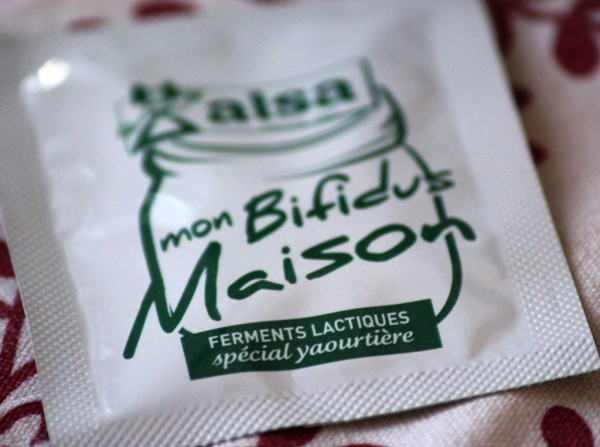 alsa
mon Bifidus
Maison
FERMENTS LACTIQUES
spécial yaourtière